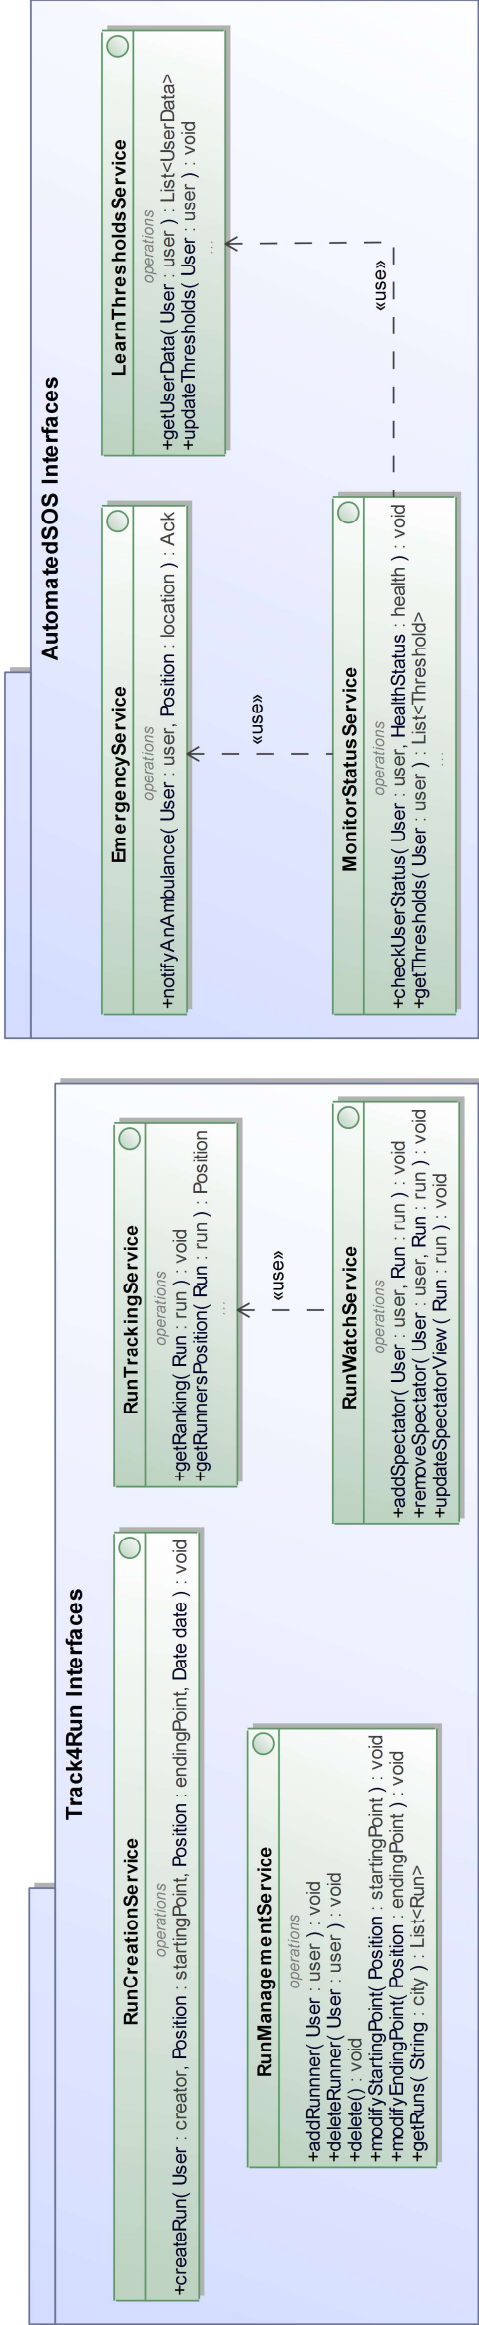 Track4Run Interfaces
RunCreationService
operations
+createRun( User : creator, Position : startingPoint, Position : endingPoint, Date date ) : void
RunTrackingService
operations
+getRanking( Run : run ) : void
+getRunnersPosition( Run : run ) : Position
...
RunManagementService
operations
+addRunnner( User : user ) : void
+deleteRunner( User : user ) : void
+delete() : void
+modifyStartingPoint( Position : startingPoint ) : void
+modifyEndingPoint( Position : endingPoint ) : void
+getRuns( String : city ) : List<Run>
«use»
RunWatchService
operations
+addSpectator( User : user, Run : run ) : void
+removeSpectator( User : user, Run : run ) : void
+updateSpectatorView ( Run : run ) : void
AutomatedSOS Interfaces
EmergencyService
operations
+notifyAnAmbulance( User : user, Position : location ) : Ack
LearnThresholdsService
operations
+getUserData( User : user ) : List<UserData>
+updateThresholds( User : user ) : void
...
«use»
«use»
MonitorStatusService
operations
+checkUserStatus( User : user, HealthStatus : health ) : void
+getThresholds( User : user ) : List<Threshold>
...